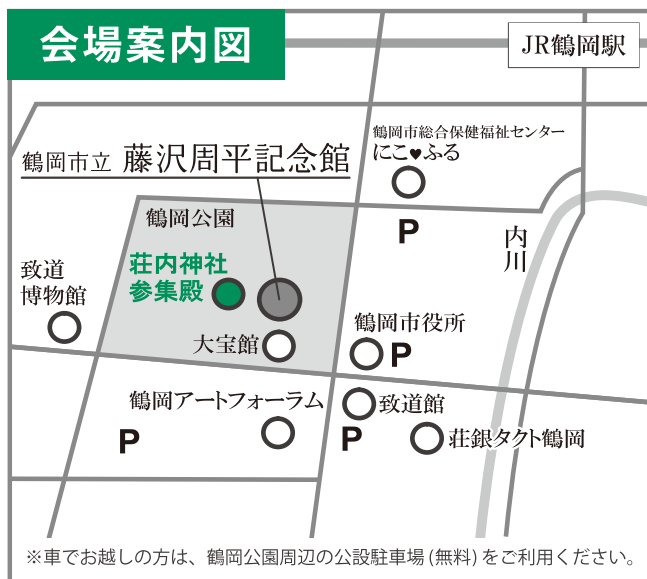 会場案内図
JR鶴岡駅
鶴岡市総合保健福祉センター
にこ♥ふる
鶴岡市立 藤沢周平記念館
P
鶴岡公園
内川
荘内神社
参集殿
致道
博物館
大宝館
鶴岡市役所
P
鶴岡アートフォーラム
致道館
P
P
荘銀タクト鶴岡
※車でお越しの方は、鶴岡公園周辺の公設駐車場(無料)をご利用ください。